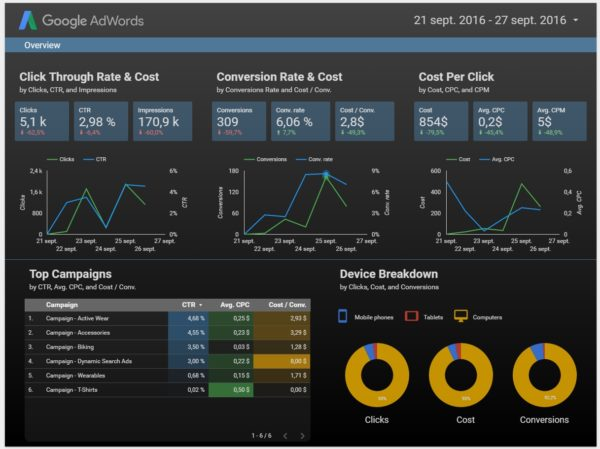 Google AdWords
21 sept. 2016 - 27 sept. 2016
Overview
Click Through Rate & Cost
by Clicks, CTR, and Impressions
Conversion Rate & Cost
by Conversions Rate and Cost / Conv.
Cost Per Click
by Cost, CPC, and CPM
Clicks CTR Impressions
5,1 k 2,98 % 170,9 k
-62,5% -6,4% -60,0%
Conversions Conv. rate Cost / Conv.
309 6,06 % 2,8$
-59,7% 7,7% -49,3%
Cost Avg. CPC Avg. CPM
854$ 0,2$ 5$
-79,5% -45,4% -48,9%
Clicks CTR
2,4 k 6%
1,6 k 4%
800 2%
0 0%
Clicks
CTR
21 sept. 23 sept. 25 sept. 27 sept.
22 sept. 24 sept. 26 sept.
Conversions Conv. rate
180 9%
120 6%
60 3%
0 0%
Conversions
Conv. rate
21 sept. 23 sept. 25 sept. 27 sept.
22 sept. 24 sept. 26 sept.
Cost Avg. CPC
600 0,6
400 0,4
200 0,2
0 0
Cost
Avg. CPC
21 sept. 23 sept. 25 sept. 27 sept.
22 sept. 24 sept. 26 sept.
Top Campaigns
by CTR, Avg. CPC, and Cost / Conv.
Campaign CTR Avg. CPC Cost / Conv.
1. Campaign - Active Wear 4,68 % 0,25 $ 2,93 $
2. Campaign - Accessories 4,55 % 0,23 $ 3,29 $
3. Campaign - Biking 3,50 % 0,03 $ 1,28 $
4. Campaign - Dynamic Search Ads 3,00 % 0,22 $
5. Campaign - Wearables 0,68 % 0,15 $ 1,71 $
6. Campaign - T-Shirts 0,02 % 0,50 $
1 - 6 / 6
Device Breakdown
by Clicks, Cost, and Conversions
Mobile phones Tablets Computers
Clicks Cost Conversions